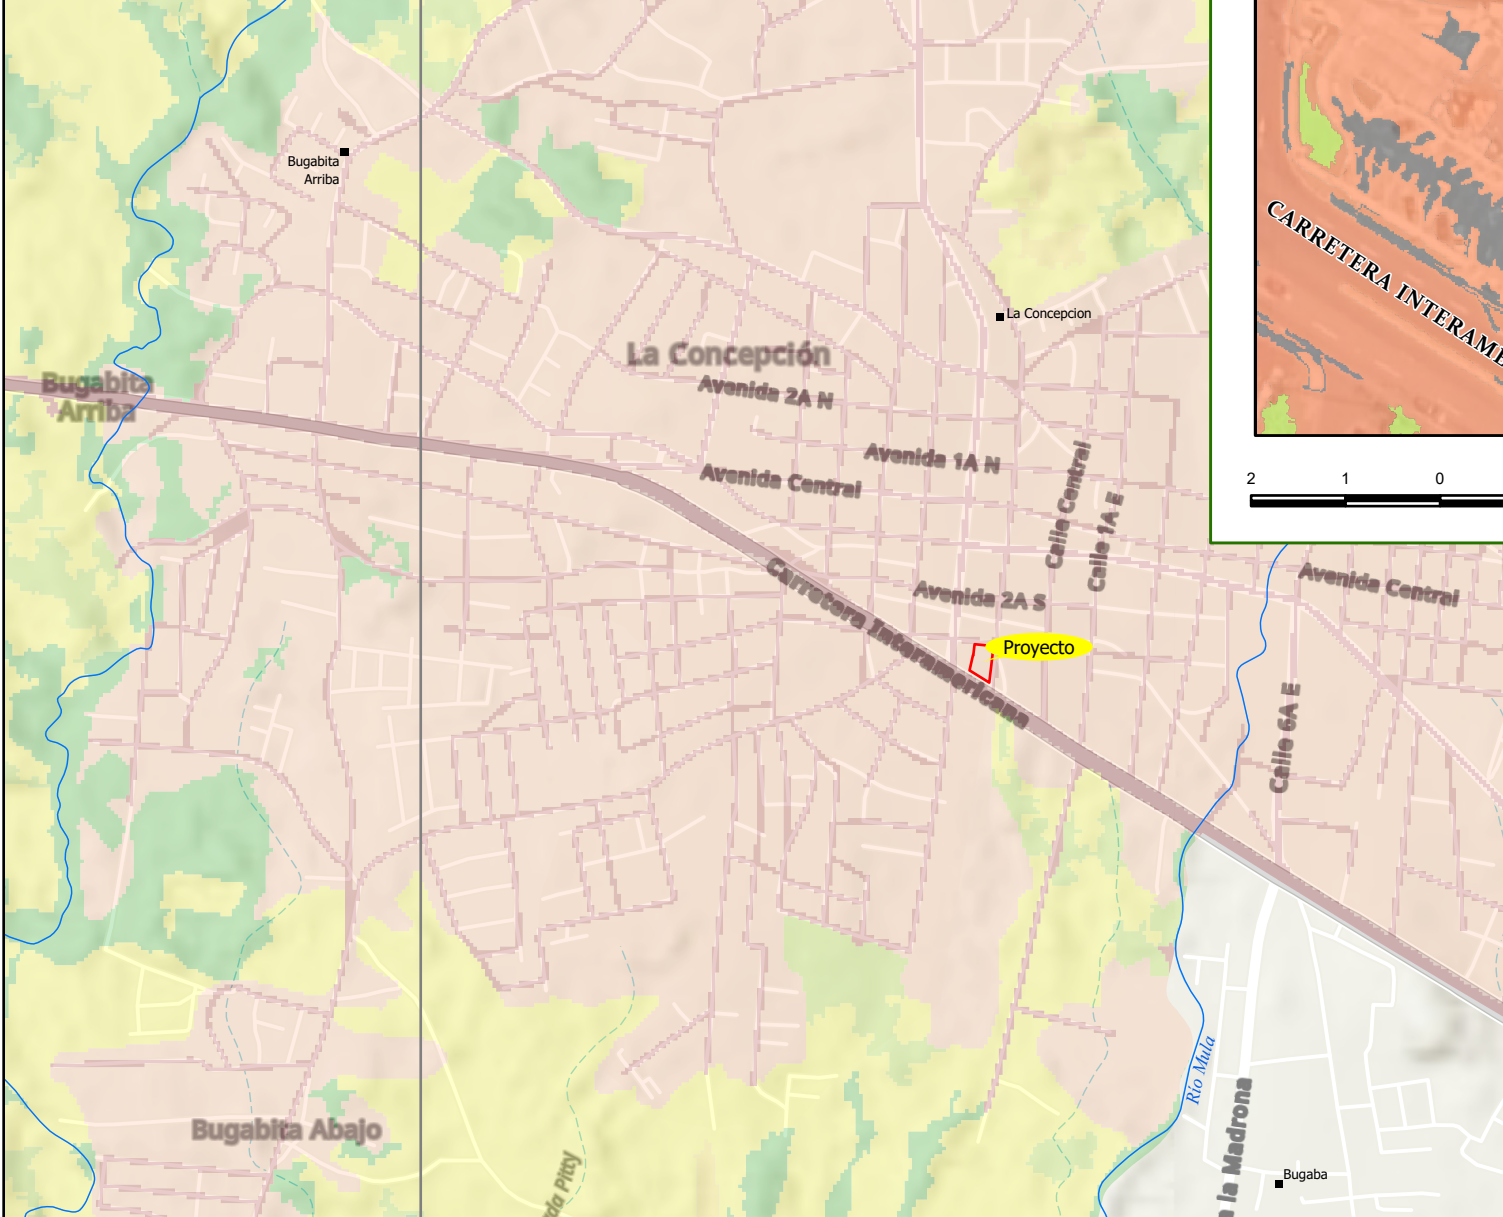 Bugabita
Arriba
CARRETERA INTERAME
La Concepcion
La Concepción
Avenida 2A N
Bugabita
Arriba
Avenida 1A N
Avenida Central
Calle Central
Calle 1A E
2 1 0
Carretera Interamericana
Avenida 2A S
Avenida Central
Proyecto
Calle 6A E
Río Mula
Bugabita Abajo
la Madrona
Bugaba
Pitty